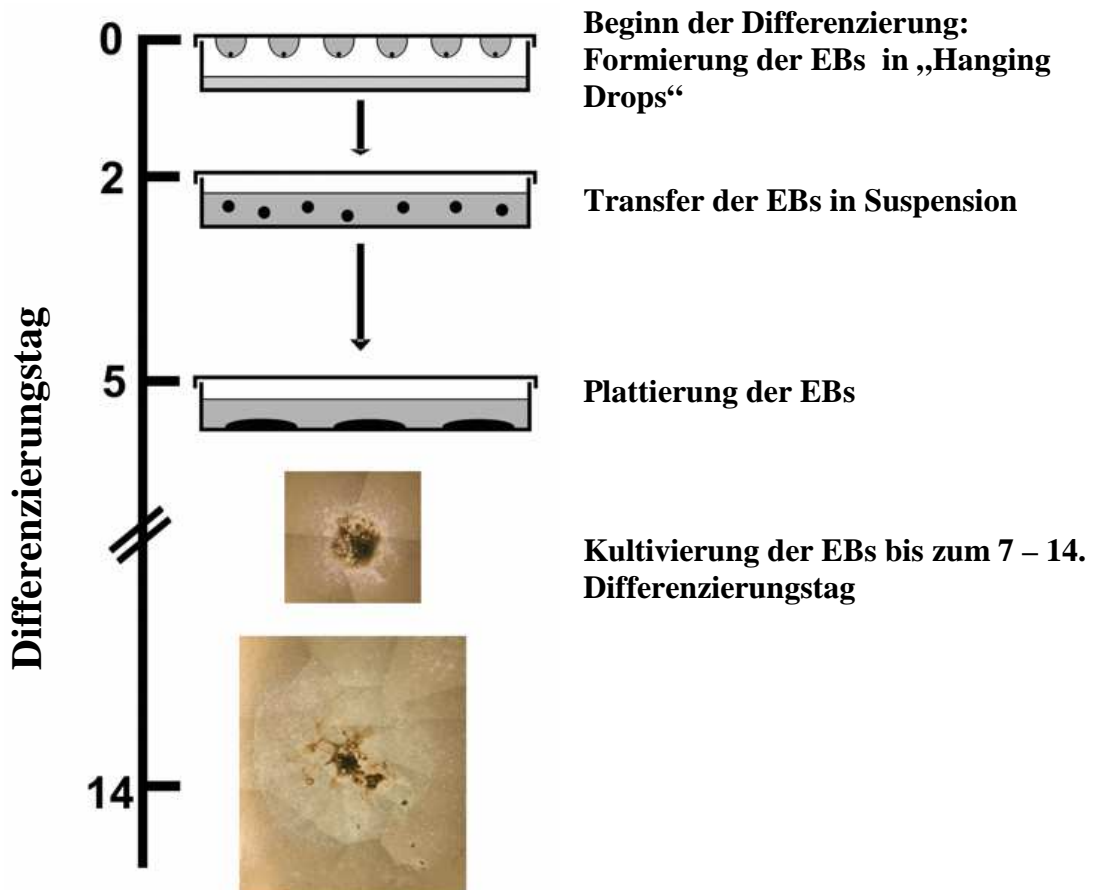 0
Beginn der Differenzierung:
Formierung der EBs in „Hanging
Drops“
2
Transfer der EBs in Suspension
5
Plattierung der EBs
Differenzierungstag
Kultivierung der EBs bis zum 7 – 14.
Differenzierungstag
14